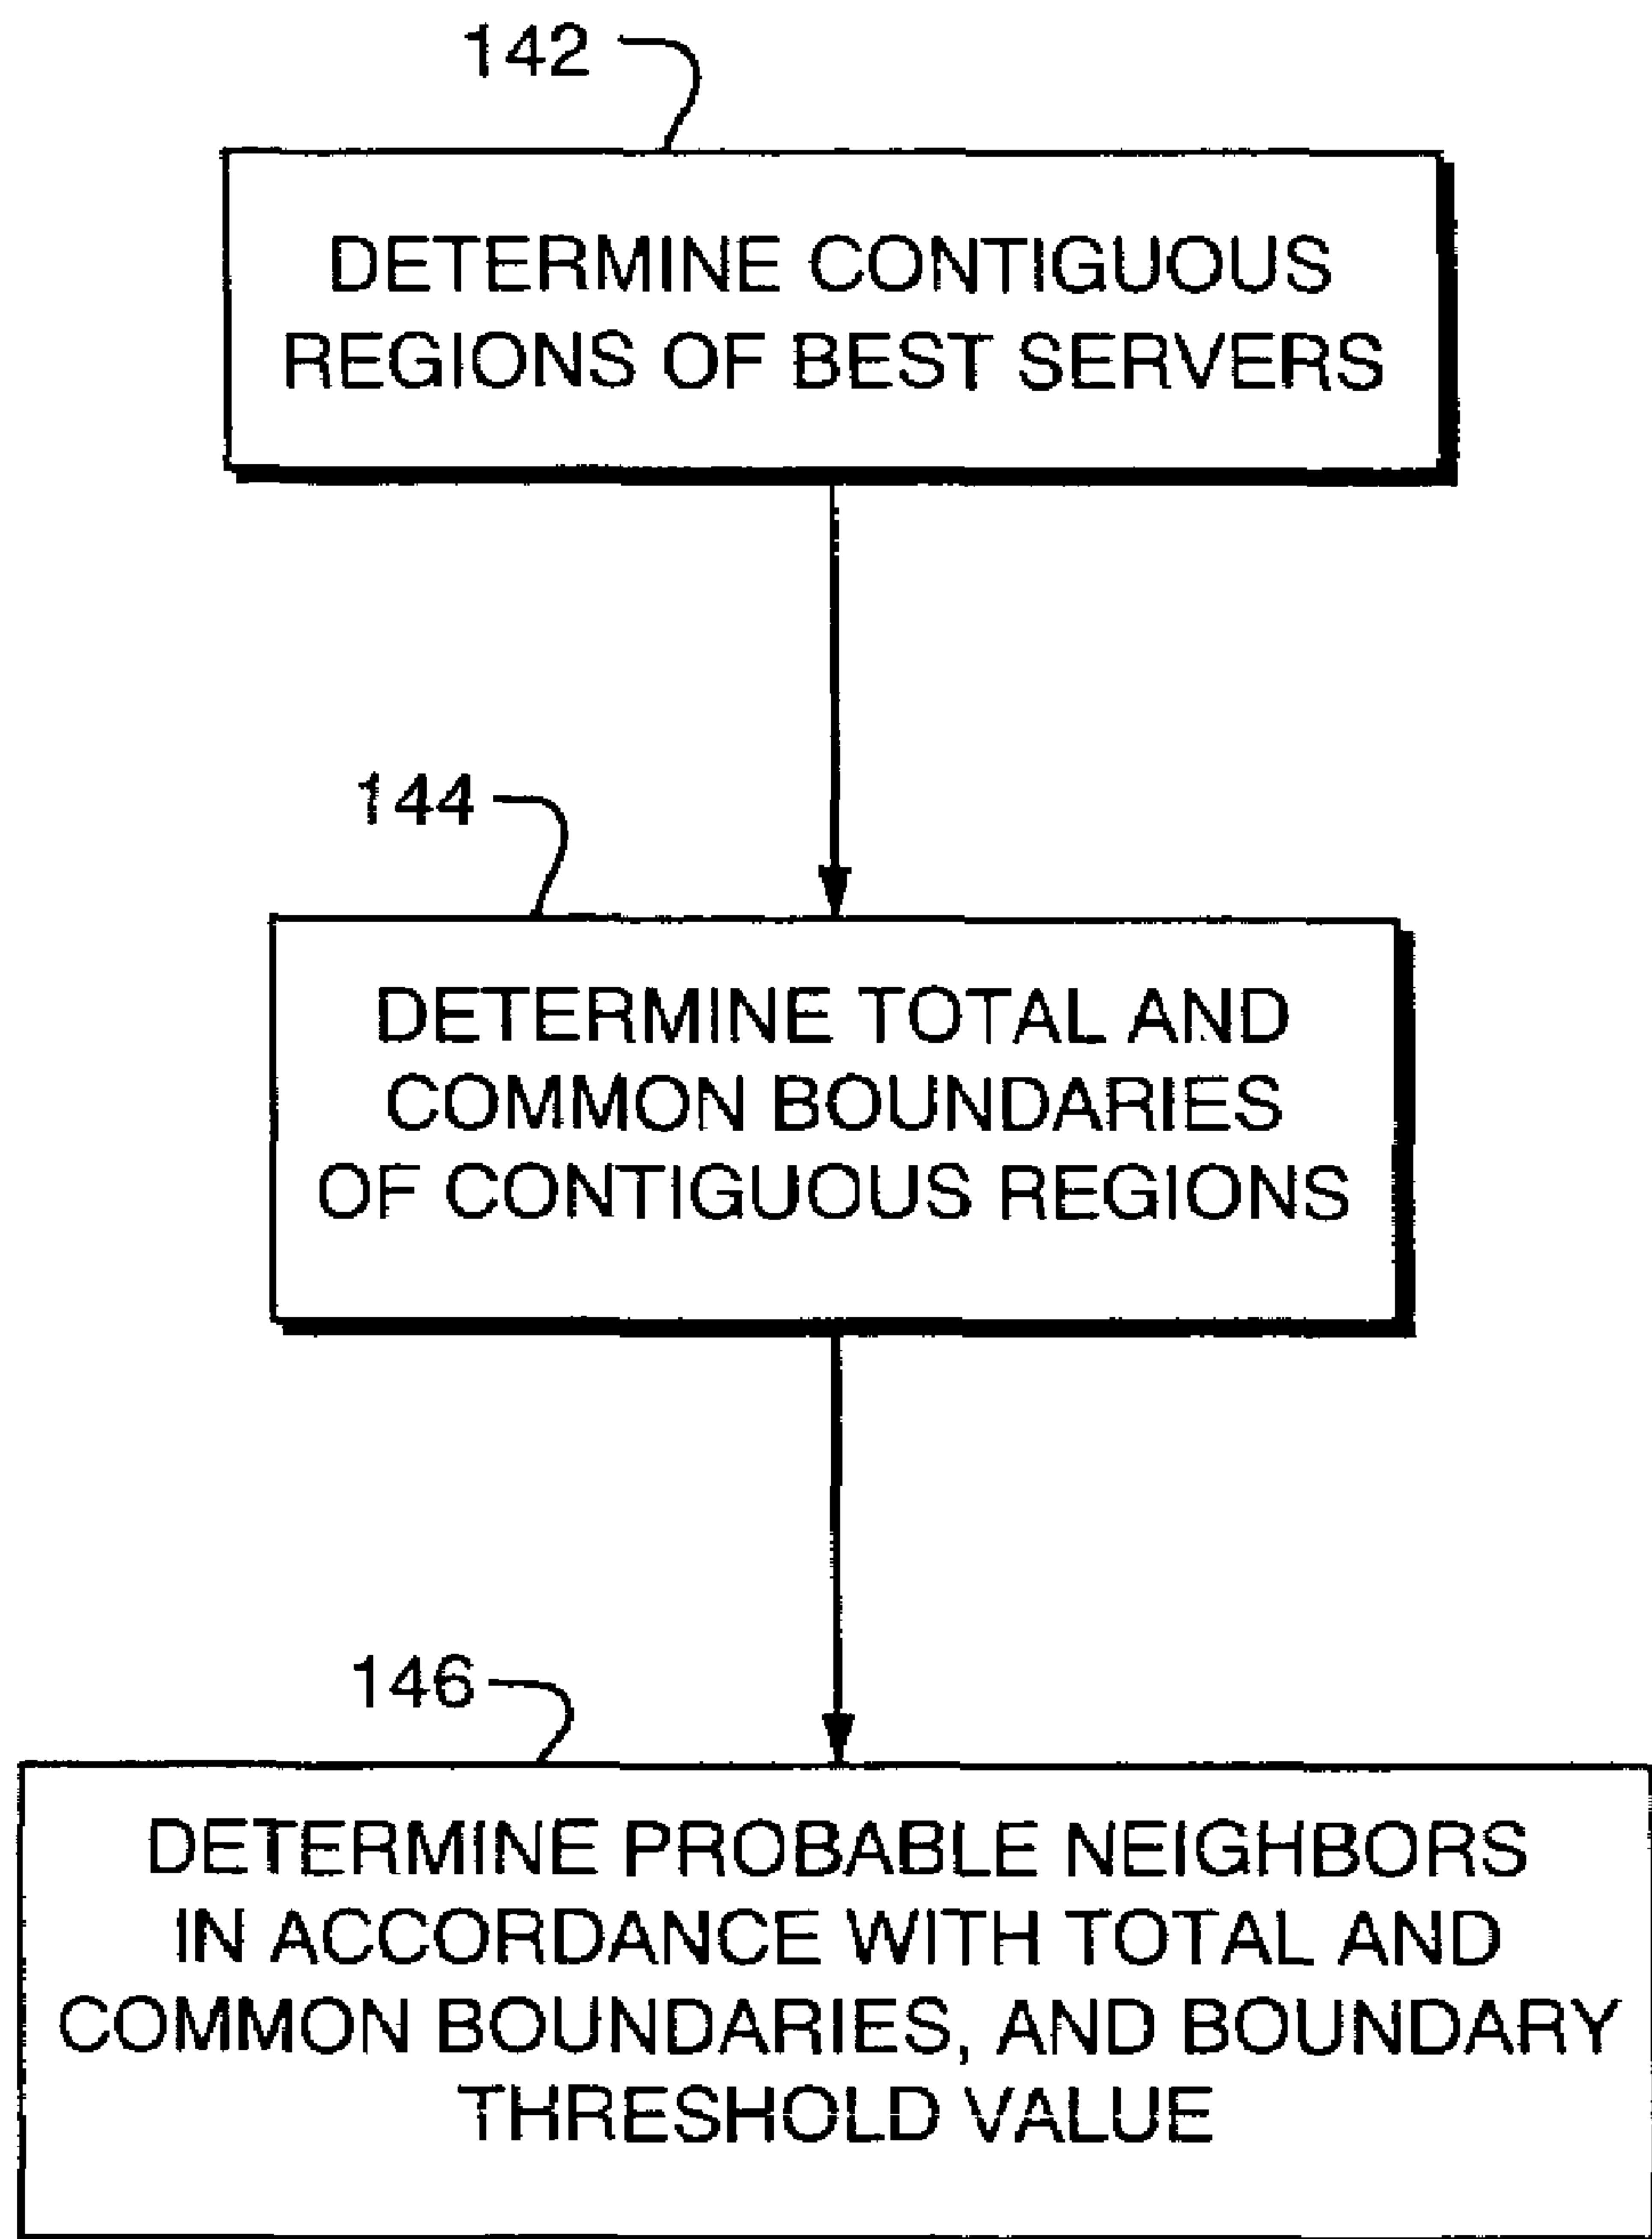 142
DETERMINE CONTIGUOUS
REGIONS OF BEST SERVERS
144
DETERMINE TOTAL AND
COMMON BOUNDARIES
OF CONTIGUOUS REGIONS
146
DETERMINE PROBABLE NEIGHBORS
IN ACCORDANCE WITH TOTAL AND
COMMON BOUNDARIES, AND BOUNDARY
THRESHOLD VALUE